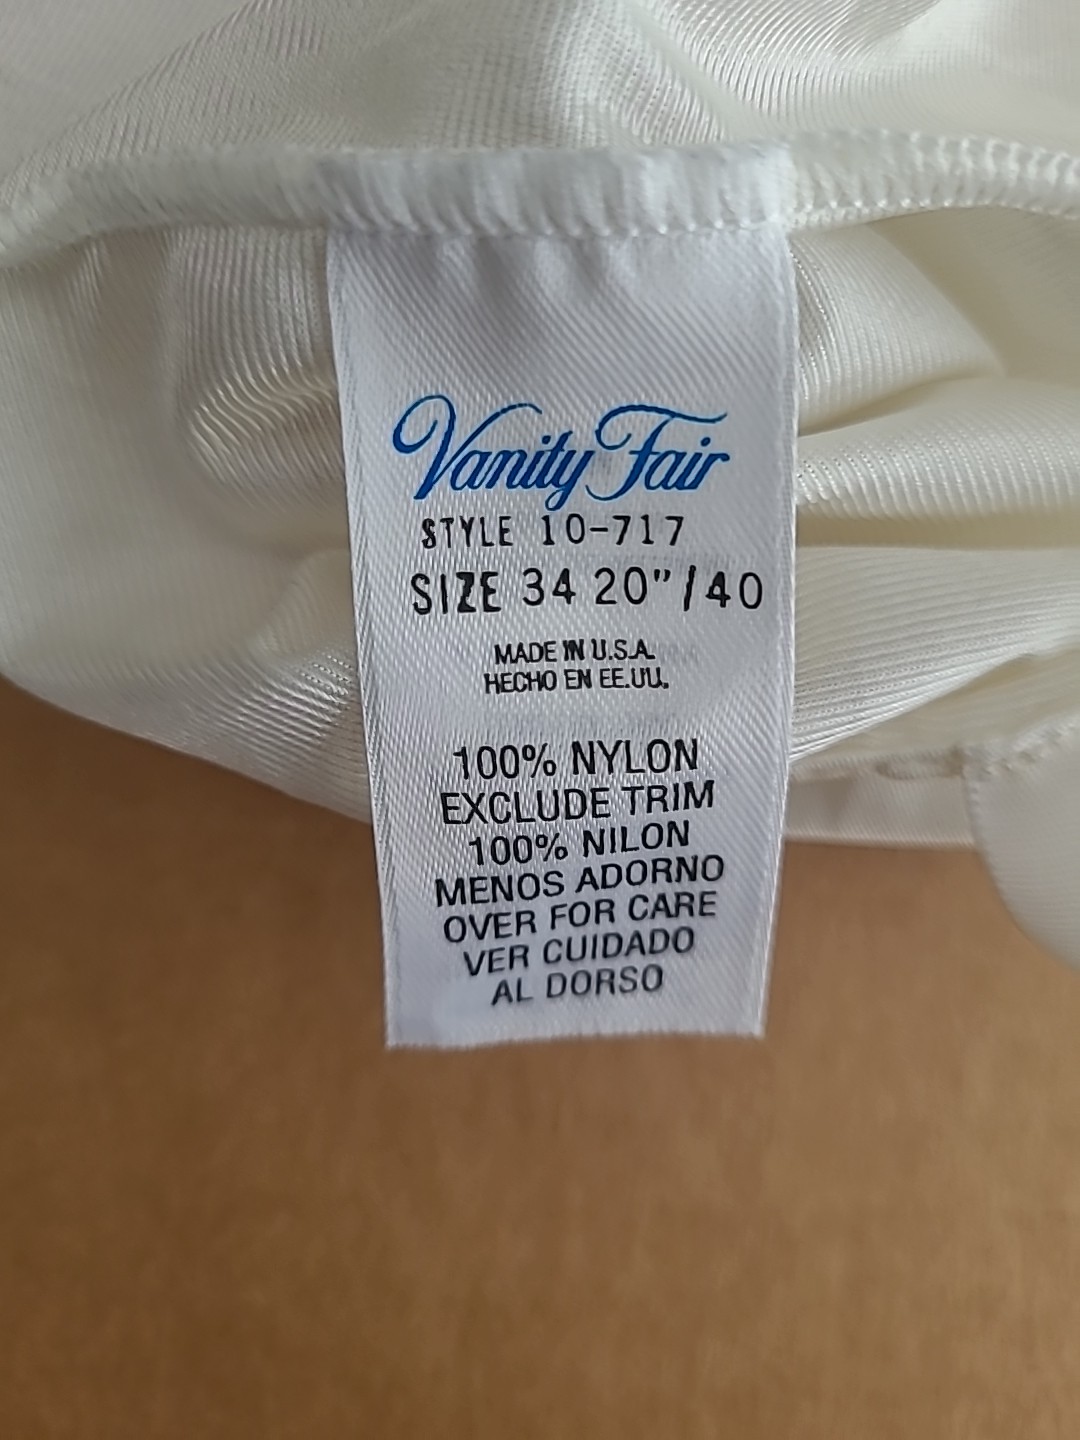 Vanity Fair
STYLE 10-717
SIZE 34 20"/40
MADE IN U.S.A.
HECHO EN EE.UU.
100% NYLON
EXCLUDE TRIM
100% NILON
MENOS ADORNO
OVER FOR CARE
VER CUIDADO
AL DORSO